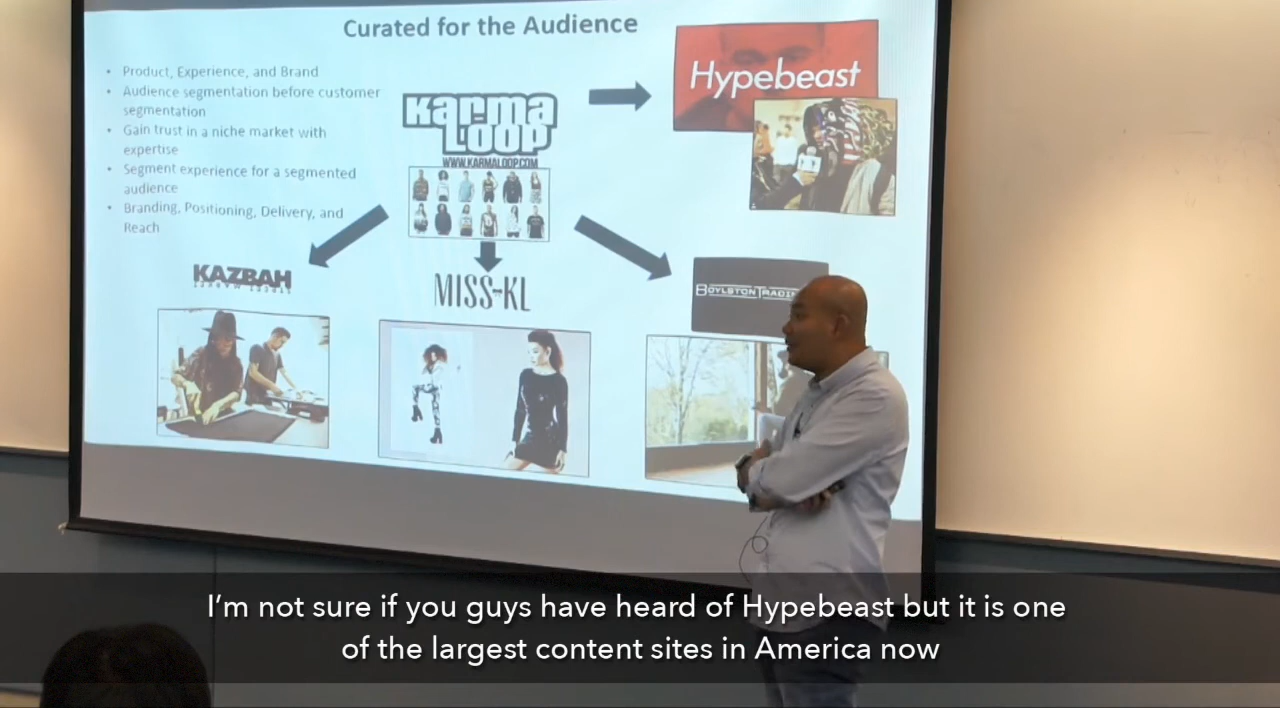 Curated for the Audience
Product, Experience, and Brand
Audience segmentation before customer
segmentation
Gain trust in a niche market with
expertise
Segment experience for a segmented
audience
Branding, Positioning, Delivery, and
Reach
Karma
LOOP
WWW.KARMALOOP.COM
Hypebeast
KAZBAH
MISS-KL
BOYLSTON
I'm not sure if you guys have heard of Hypebeast but it is one
of the largest content sites in America now